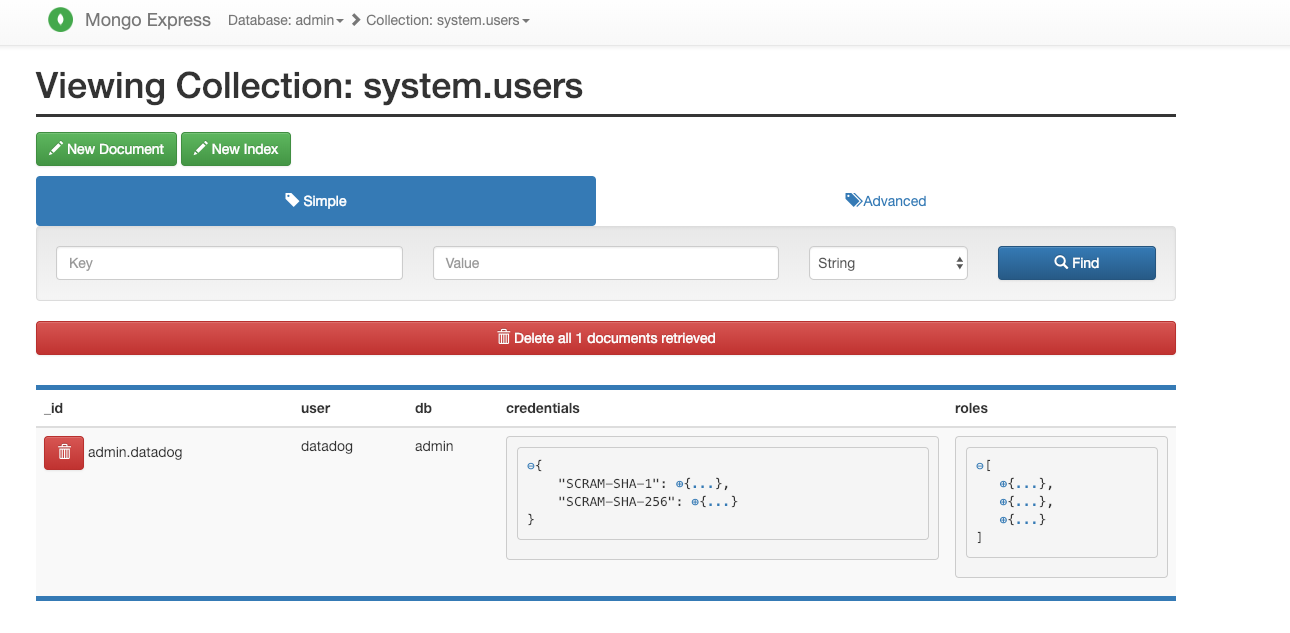 Mongo Express Database: admin Collection: system.users
Viewing Collection: system.users
New Document New Index
Simple Advanced
Key Value String Find
Delete all 1 documents retrieved
_id user db credentials roles
admin.datadog datadog admin
{
"SCRAM-SHA-1": {...},
"SCRAM-SHA-256": {...}
}
[
{...},
{...},
{...}
]